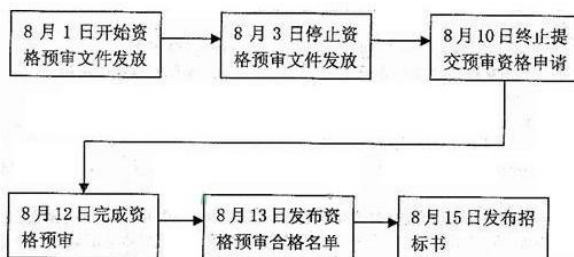 8月1日开始资
格预审文件发放
8月3日停止资
格预审文件发放
8月10日终止提
交预审资格申请
8月12日完成资
格预审
8月13日发布资
格预审合格名单
8月15日发布招
标书